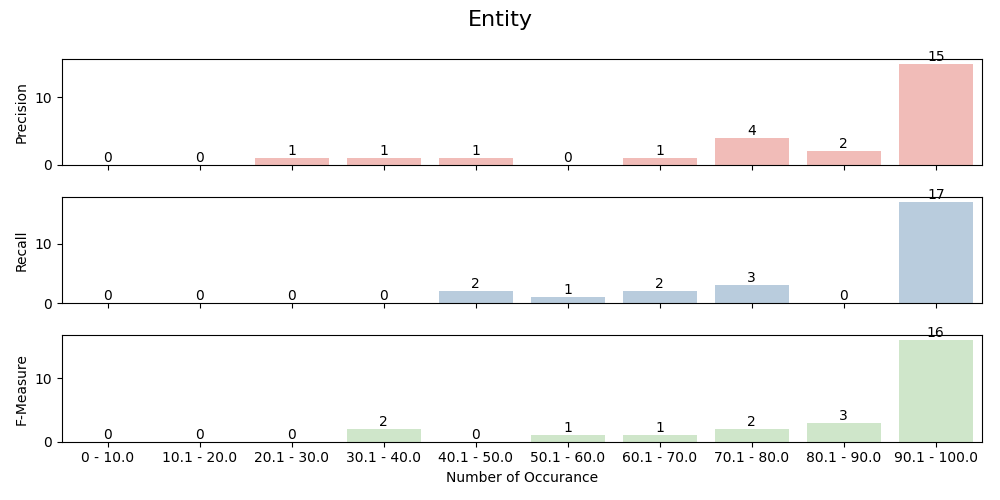 Entity
Precision
10
0
0 0 1 1 1 0 1 4 2 15
Recall
10
0
0 0 0 0 2 1 2 3 0 17
F-Measure
10
0
0 0 0 2 0 1 1 2 3 16
0 - 10.0 10.1 - 20.0 20.1 - 30.0 30.1 - 40.0 40.1 - 50.0 50.1 - 60.0 60.1 - 70.0 70.1 - 80.0 80.1 - 90.0 90.1 - 100.0
Number of Occurance